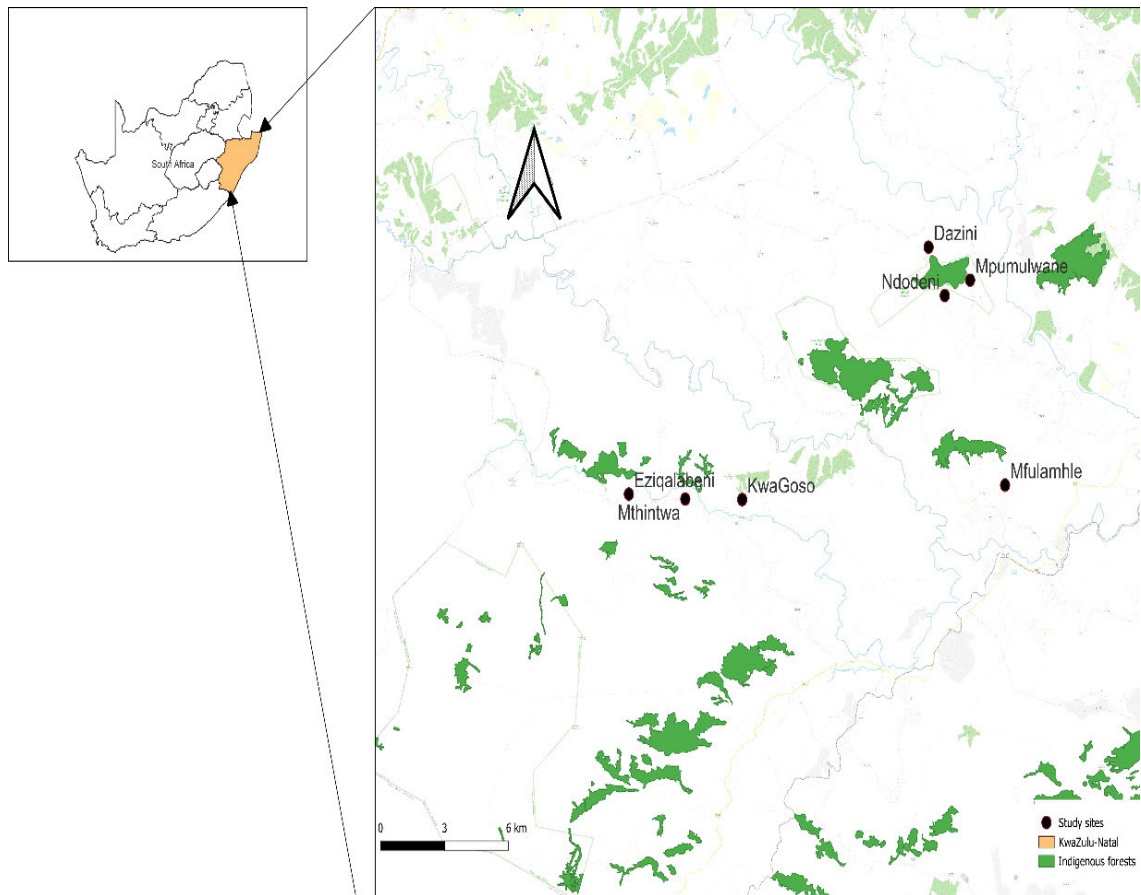 South Africa
Dazini
Mpumulwane
Ndodeni
Eziqalabeni
KwaGoso
Mthintwa
Mfulamhle
0 3 6 km
Study sites
KwaZulu-Natal
Indigenous forests